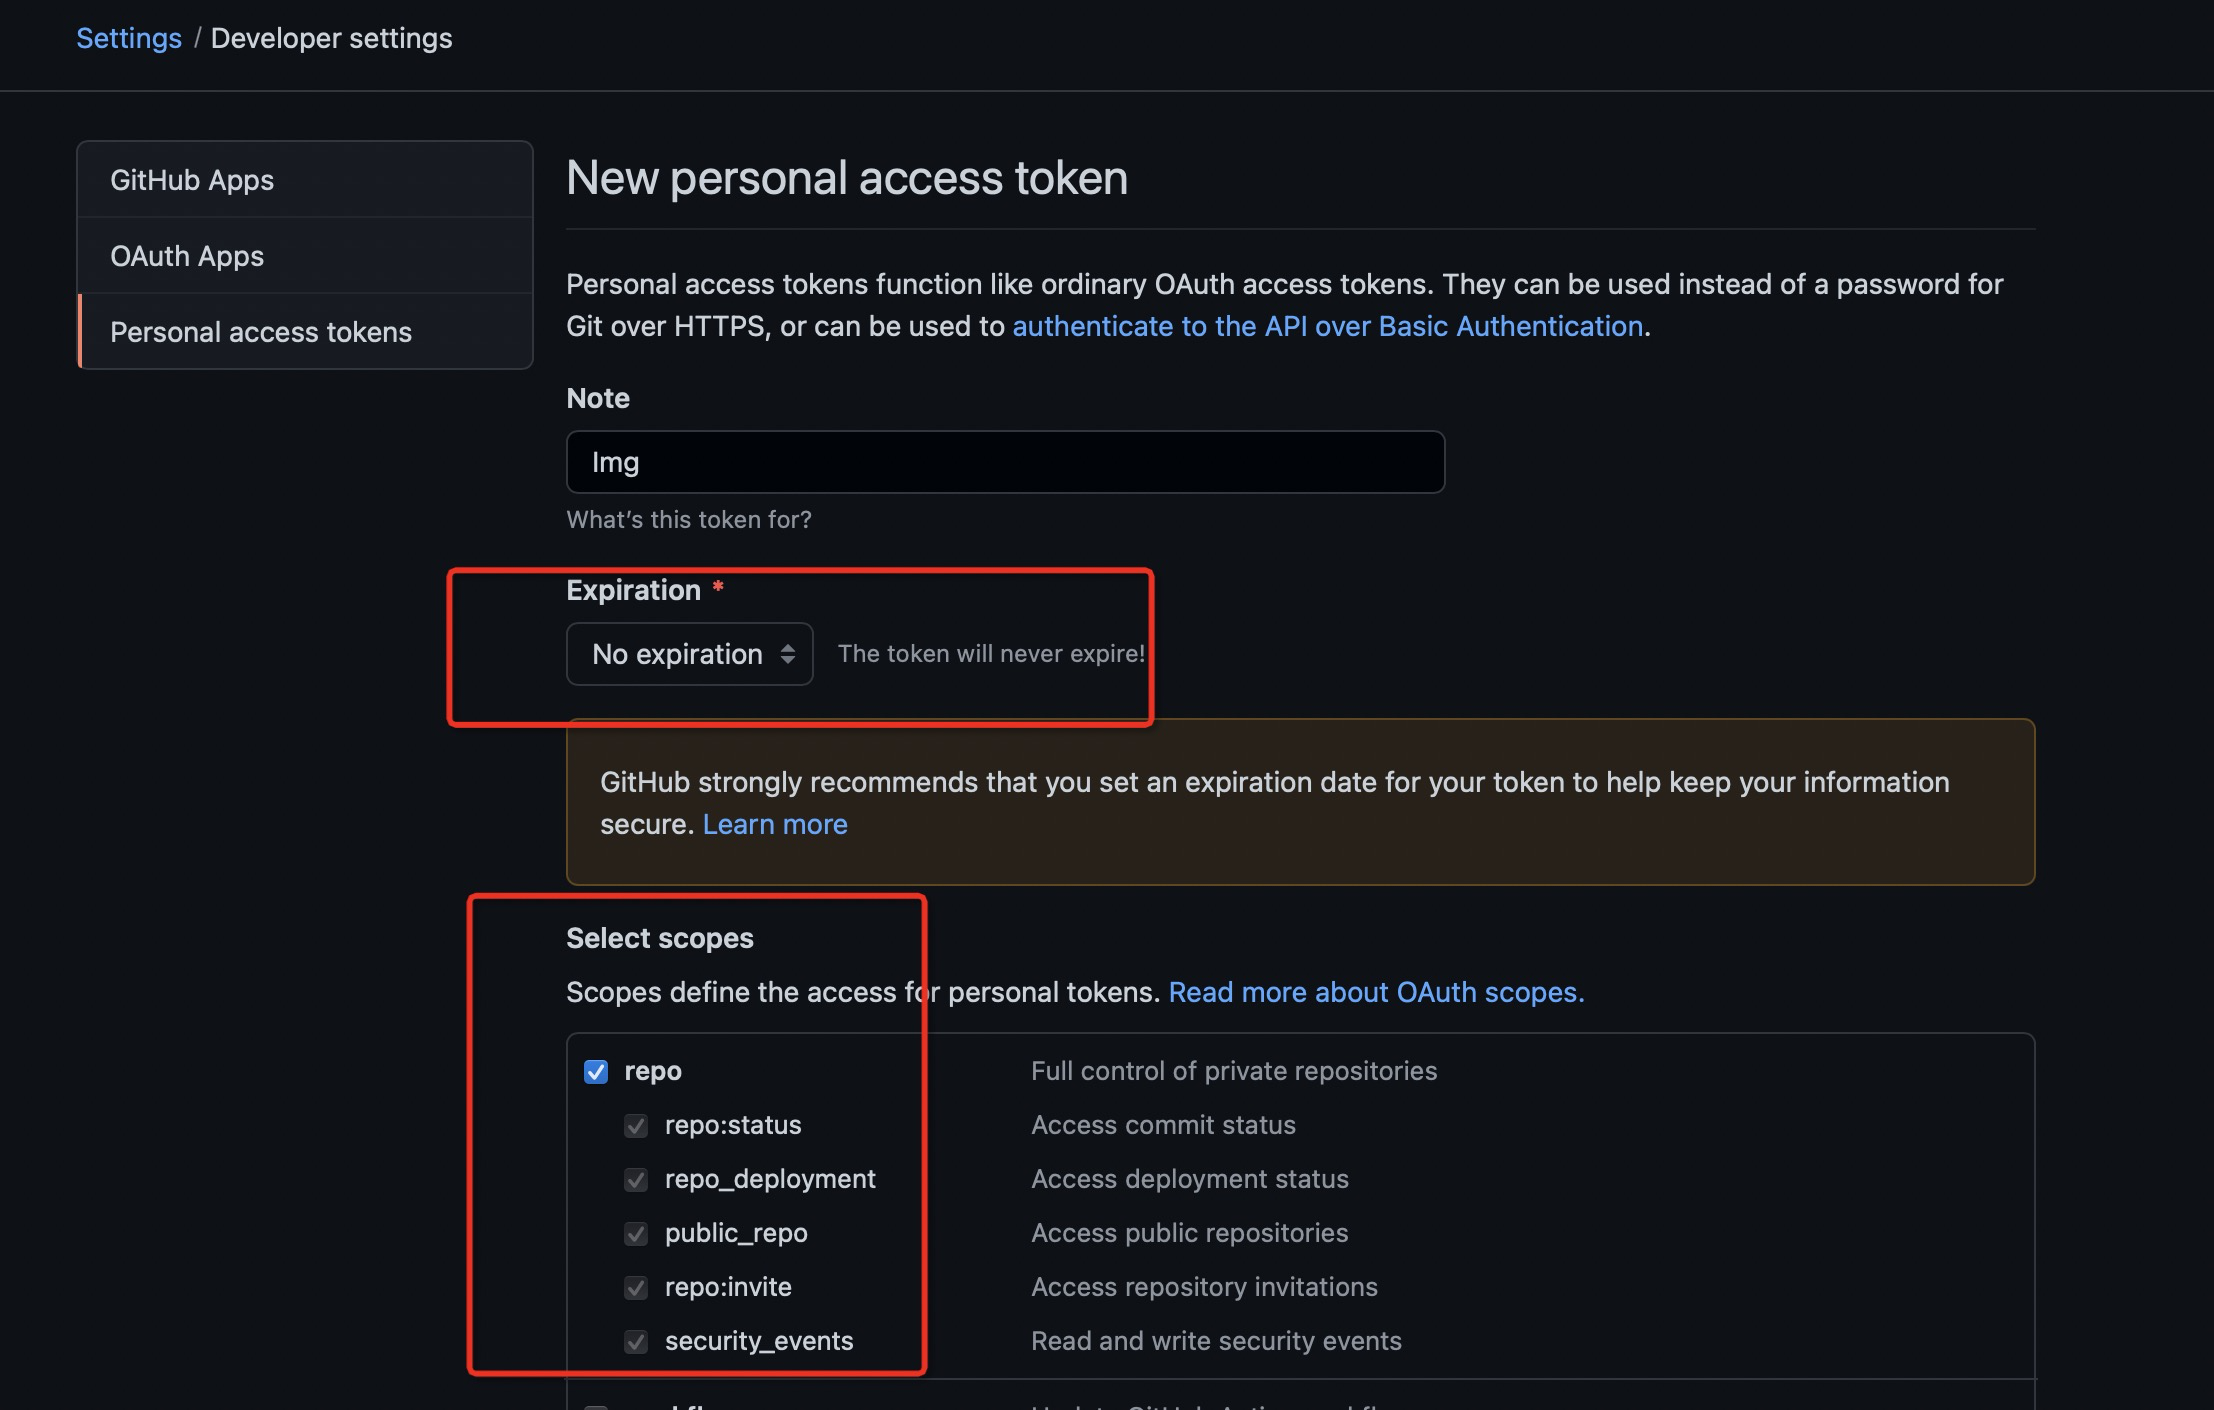 Settings / Developer settings
GitHub Apps
OAuth Apps
Personal access tokens
New personal access token
Personal access tokens function like ordinary OAuth access tokens. They can be used instead of a password for
Git over HTTPS, or can be used to authenticate to the API over Basic Authentication.
Note
Img
What's this token for?
Expiration *
No expiration The token will never expire!
GitHub strongly recommends that you set an expiration date for your token to help keep your information
secure. Learn more
Select scopes
Scopes define the access for personal tokens. Read more about OAuth scopes.
repo Full control of private repositories
repo:status Access commit status
repo_deployment Access deployment status
public_repo Access public repositories
repo:invite Access repository invitations
security_events Read and write security events